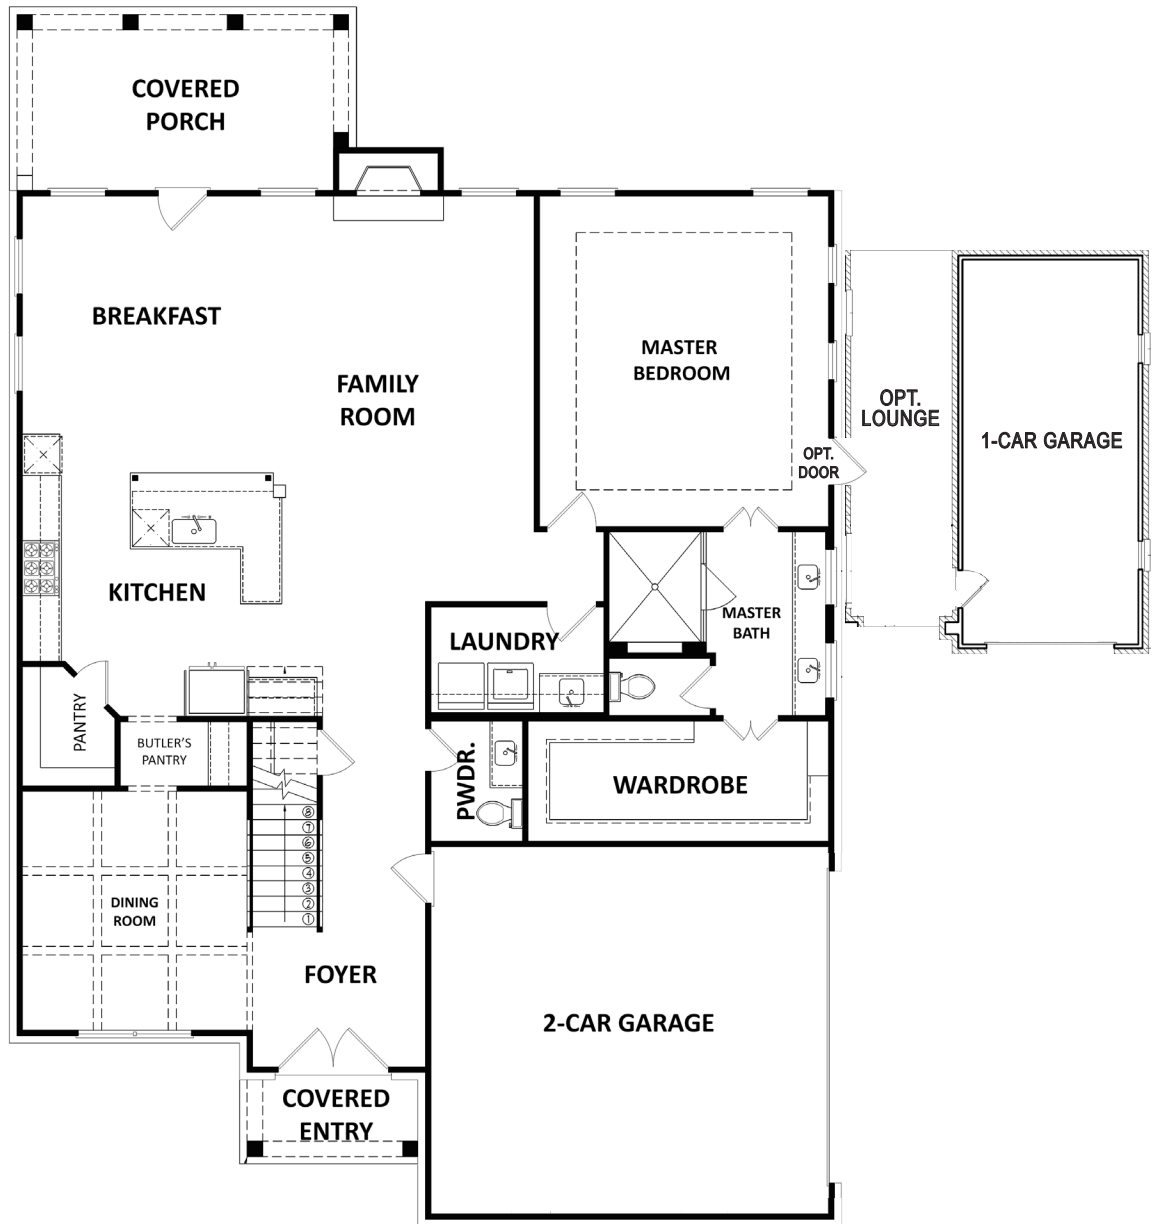 COVERED
PORCH
BREAKFAST
FAMILY
ROOM
MASTER
BEDROOM
OPT.
LOUNGE
1-CAR GARAGE
OPT.
DOOR
KITCHEN
MASTER
BATH
LAUNDRY
PANTRY
BUTLER'S
PANTRY
PWDR.
WARDROBE
8
7
6
5
4
3
2
1
DINING
ROOM
FOYER
2-CAR GARAGE
COVERED
ENTRY